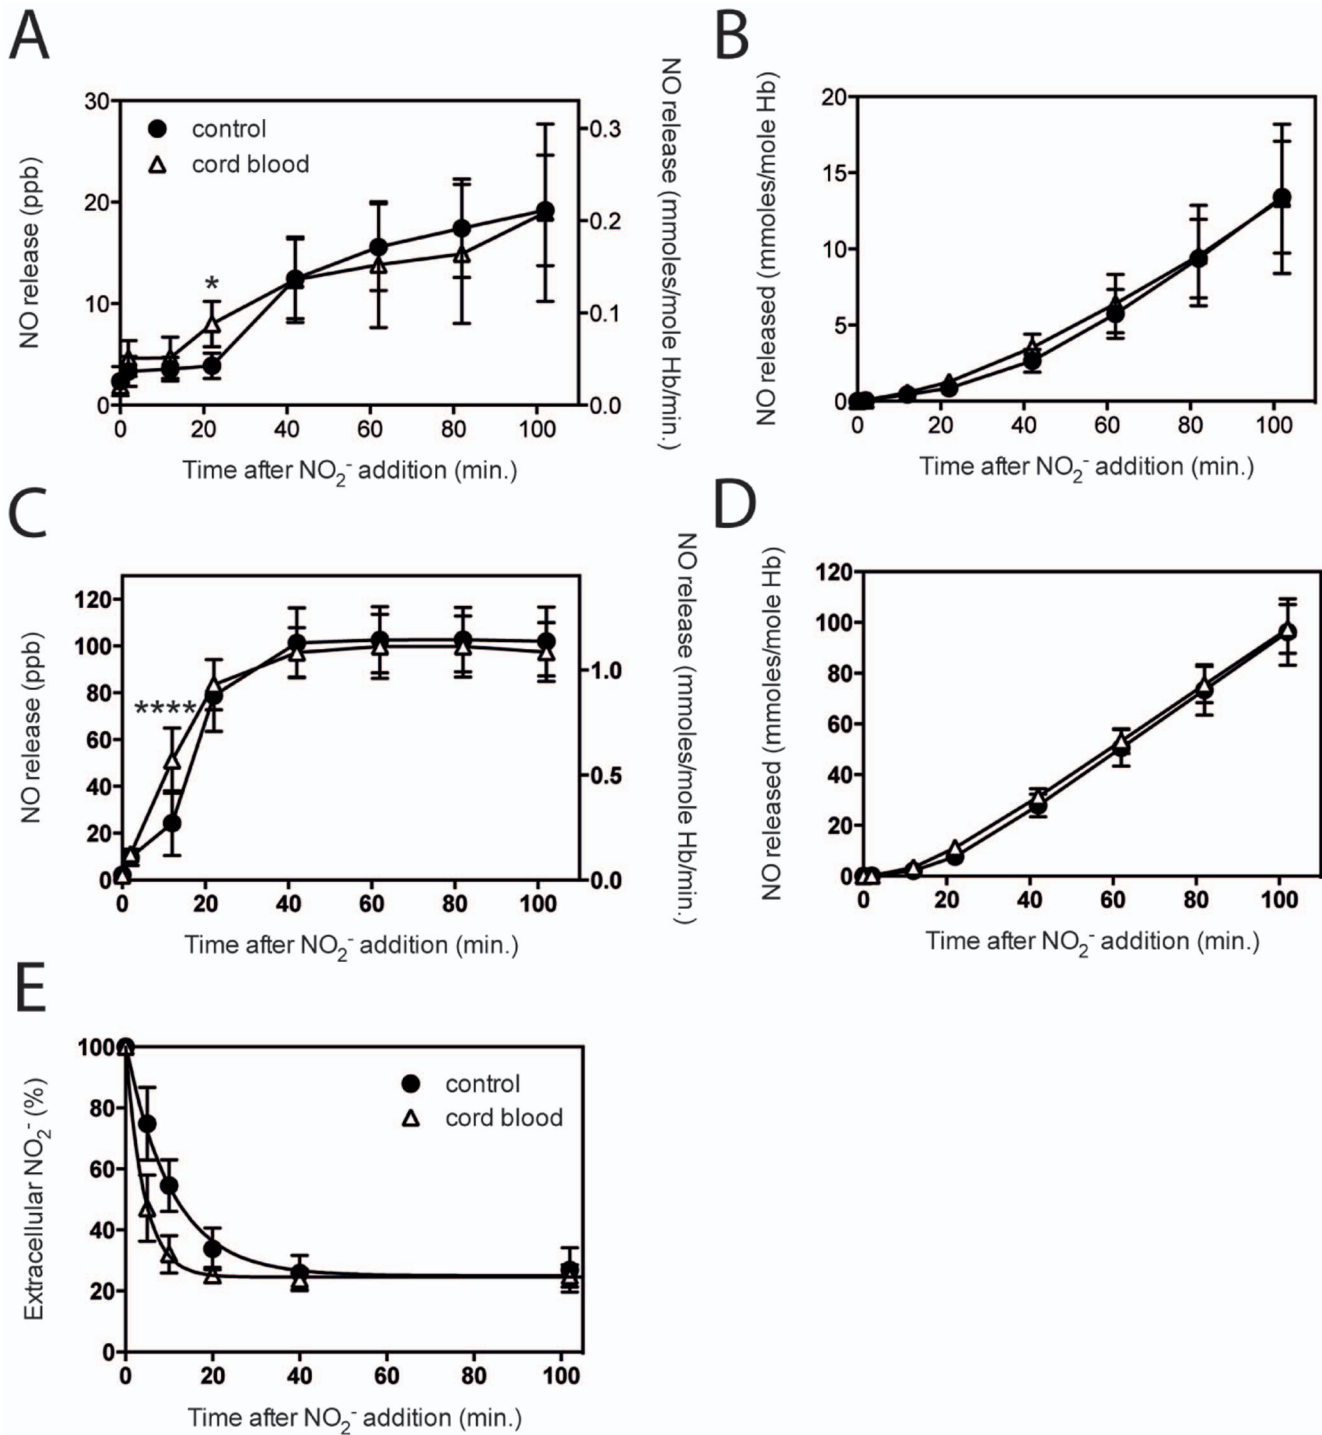 A
30
20
10
0
control
cord blood
*
0.3
0.2
0.1
0.0
0 20 40 60 80 100
NO release (ppb)
NO release (mmoles/mole Hb/min.)
Time after NO₂⁻ addition (min.)
B
20
15
10
5
0
0 20 40 60 80 100
NO released (mmoles/mole Hb)
Time after NO₂⁻ addition (min.)
C
120
100
80
60
40
20
0
****
1.0
0.5
0.0
0 20 40 60 80 100
NO release (ppb)
NO release (mmoles/mole Hb/min.)
Time after NO₂⁻ addition (min.)
D
120
100
80
60
40
20
0
0 20 40 60 80 100
NO released (mmoles/mole Hb)
Time after NO₂⁻ addition (min.)
E
100
80
60
40
20
0
control
cord blood
0 20 40 60 80 100
Extracellular NO₂⁻ (%)
Time after NO₂⁻ addition (min.)